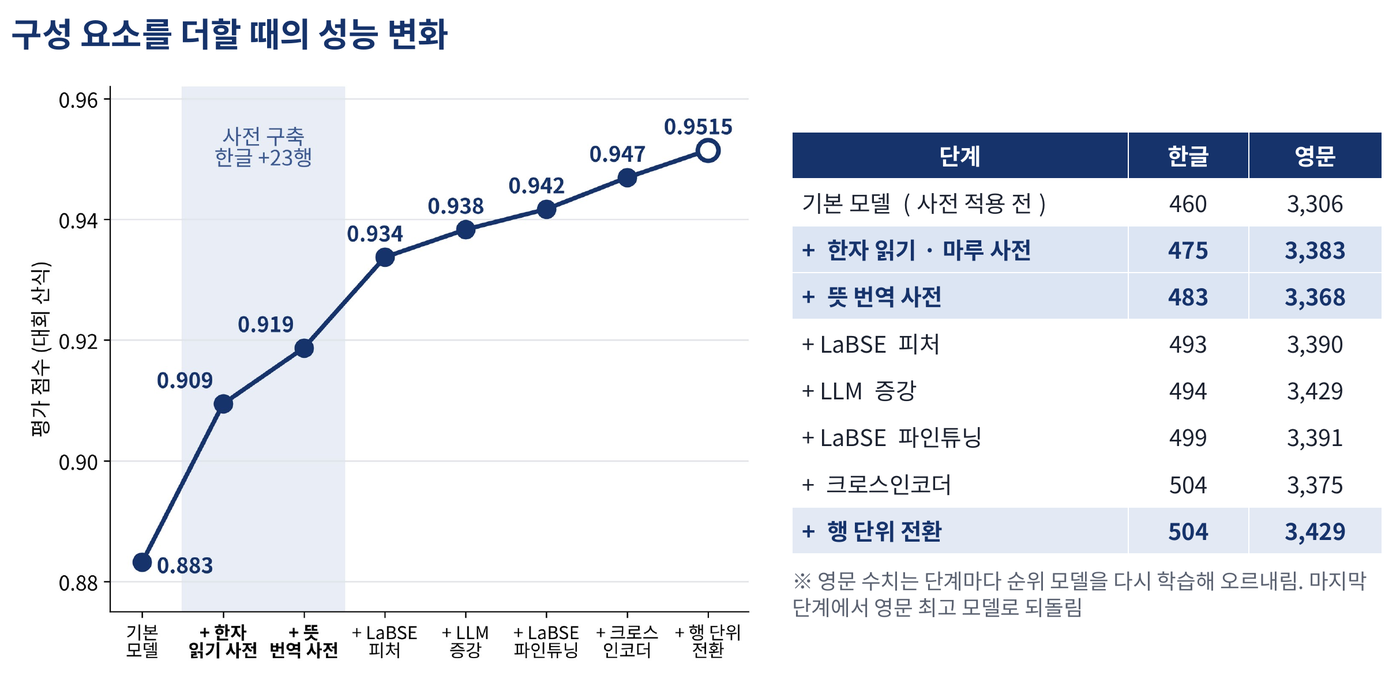 구성 요소를 더할 때의 성능 변화
평가 점수 (대회 산식)
0.96
0.94
0.92
0.90
0.88
사전 구축
한글 +23행
0.883
0.909
0.919
0.934
0.938
0.942
0.947
0.9515
기본
모델
+ 한자
읽기 사전
+ 뜻
번역 사전
+ LaBSE
피처
+ LLM
증강
+ LaBSE
파인튜닝
+ 크로스
인코더
+ 행 단위
전환
단계 한글 영문
기본 모델 ( 사전 적용 전 ) 460 3,306
+ 한자 읽기 · 마루 사전 475 3,383
+ 뜻 번역 사전 483 3,368
+ LaBSE 피처 493 3,390
+ LLM 증강 494 3,429
+ LaBSE 파인튜닝 499 3,391
+ 크로스인코더 504 3,375
+ 행 단위 전환 504 3,429
※ 영문 수치는 단계마다 순위 모델을 다시 학습해 오르내림. 마지막
단계에서 영문 최고 모델로 되돌림